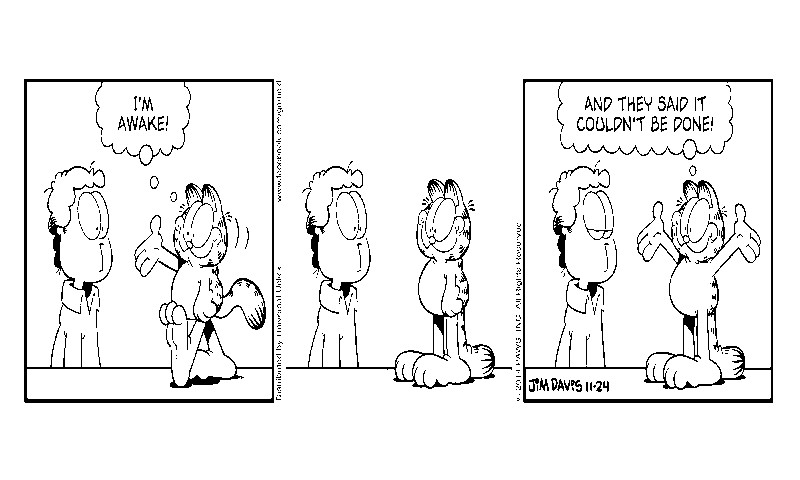 I'M
AWAKE!
AND THEY SAID IT
COULDN'T BE DONE!
JIM DAVIS 11-24